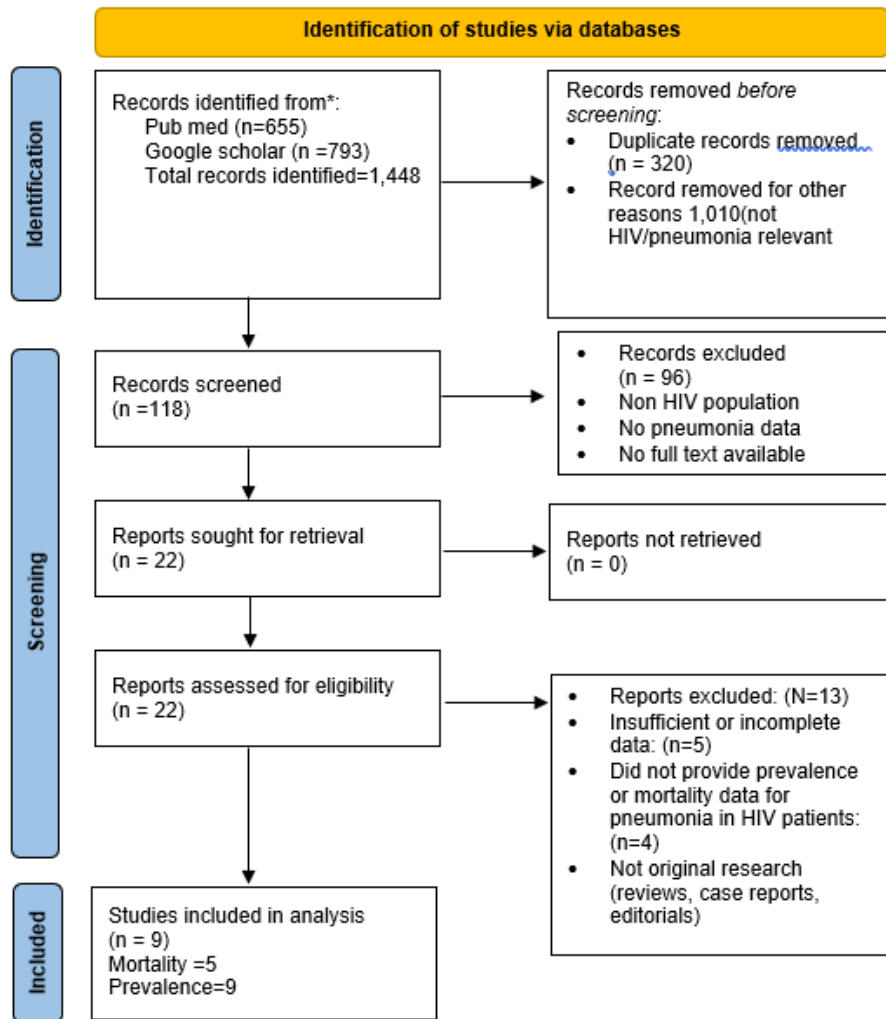 Identification of studies via databases
Identification
Records identified from*:
Pub med (n=655)
Google scholar (n =793)
Total records identified=1,448
Records removed before
screening:
• Duplicate records removed
(n = 320)
• Record removed for other
reasons 1,010(not
HIV/pneumonia relevant
Screening
Records screened
(n =118)
• Records excluded
(n = 96)
• Non HIV population
• No pneumonia data
• No full text available
Reports sought for retrieval
(n = 22)
Reports not retrieved
(n = 0)
Reports assessed for eligibility
(n = 22)
• Reports excluded: (N=13)
• Insufficient or incomplete
data: (n=5)
• Did not provide prevalence
or mortality data for
pneumonia in HIV patients:
(n=4)
• Not original research
(reviews, case reports,
editorials)
Included
Studies included in analysis
(n = 9)
Mortality =5
Prevalence=9